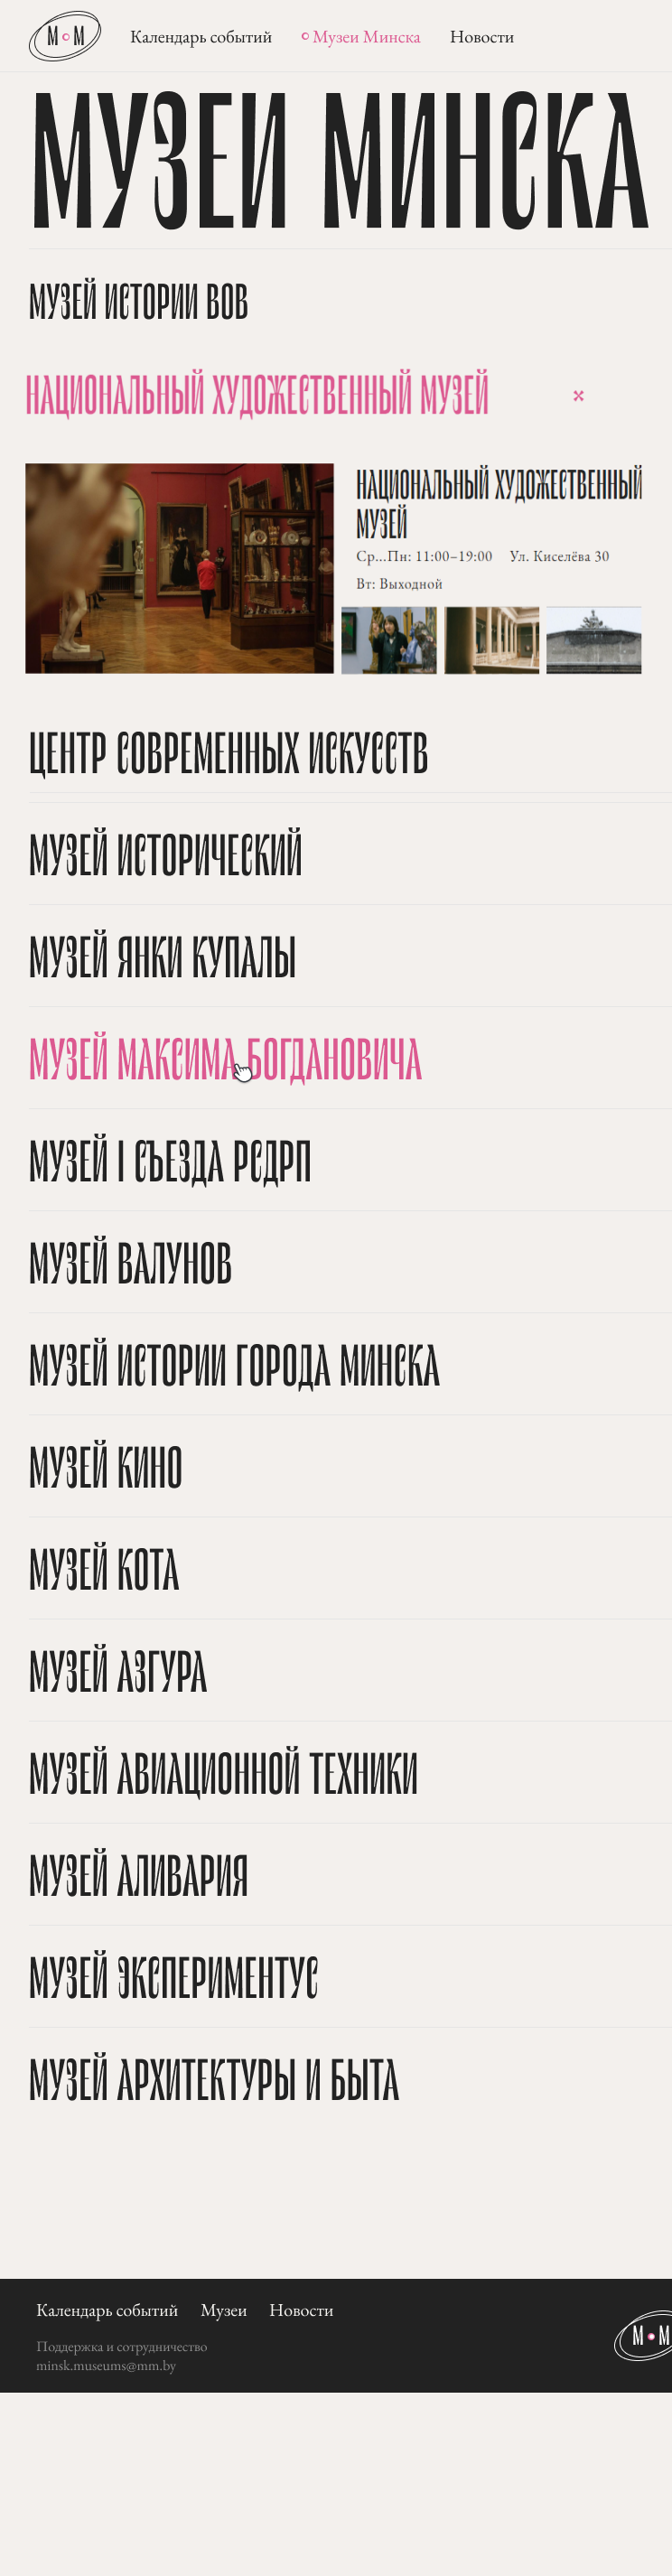 М М
Календарь событий
Музеи Минска
Новости
МУЗЕИ МИНСКА
МУЗЕЙ ИСТОРИИ ВОВ
НАЦИОНАЛЬНЫЙ ХУДОЖЕСТВЕННЫЙ МУЗЕЙ
НАЦИОНАЛЬНЫЙ ХУДОЖЕСТВЕННЫЙ
МУЗЕЙ
Ср...Пн: 11:00–19:00 Ул. Киселёва 30
Вт: Выходной
ЦЕНТР СОВРЕМЕННЫХ ИСКУССТВ
МУЗЕЙ ИСТОРИЧЕСКИЙ
МУЗЕЙ ЯНКИ КУПАЛЫ
МУЗЕЙ МАКСИМА БОГДАНОВИЧА
МУЗЕЙ I СЪЕЗДА РСДРП
МУЗЕЙ ВАЛУНОВ
МУЗЕЙ ИСТОРИИ ГОРОДА МИНСКА
МУЗЕЙ КИНО
МУЗЕЙ КОТА
МУЗЕЙ АЗГУРА
МУЗЕЙ АВИАЦИОННОЙ ТЕХНИКИ
МУЗЕЙ АЛИВАРИЯ
МУЗЕЙ ЭКСПЕРИМЕНТУС
МУЗЕЙ АРХИТЕКТУРЫ И БЫТА
Календарь событий Музеи Новости
Поддержка и сотрудничество
minsk.museums@mm.by
М М